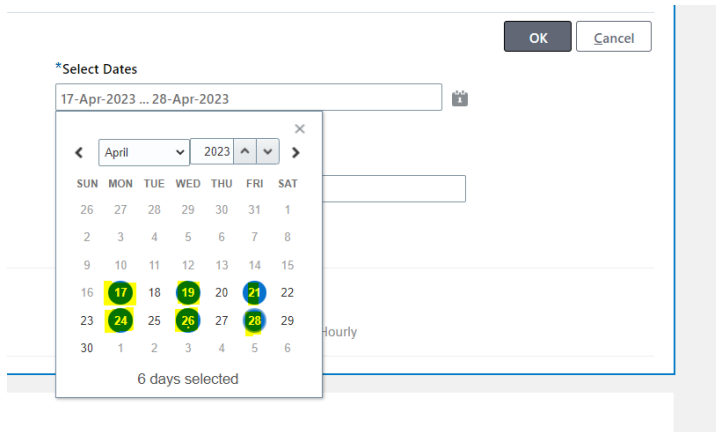 OK Cancel
*Select Dates
17-Apr-2023 ... 28-Apr-2023
April 2023
SUN MON TUE WED THU FRI SAT
26 27 28 29 30 31 1
2 3 4 5 6 7 8
9 10 11 12 13 14 15
16 17 18 19 20 21 22
23 24 25 26 27 28 29
Hourly
30 1 2 3 4 5 6
6 days selected